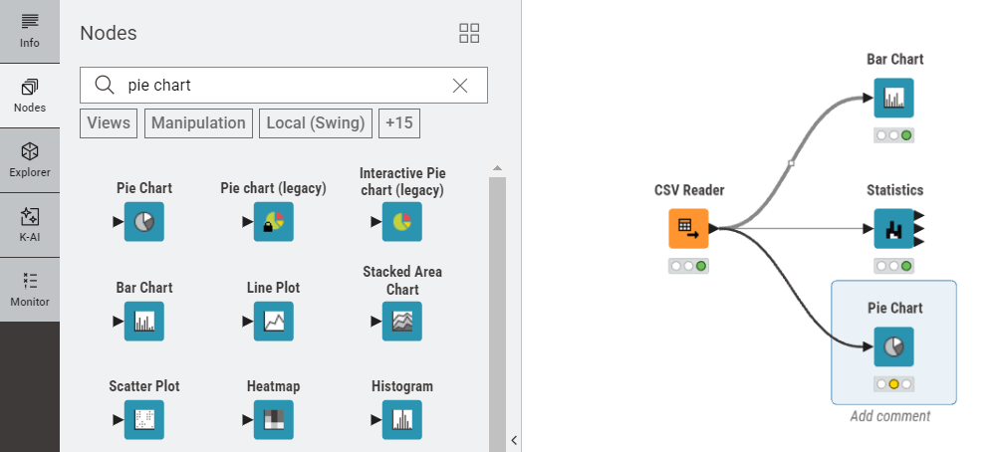 Info
Nodes
Explorer
K-AI
Monitor
Nodes
pie chart
Views
Manipulation
Local (Swing)
+15
Pie Chart
Pie chart (legacy)
Interactive Pie
chart (legacy)
Bar Chart
Line Plot
Stacked Area
Chart
Scatter Plot
Heatmap
Histogram
Bar Chart
CSV Reader
Statistics
Pie Chart
Add comment